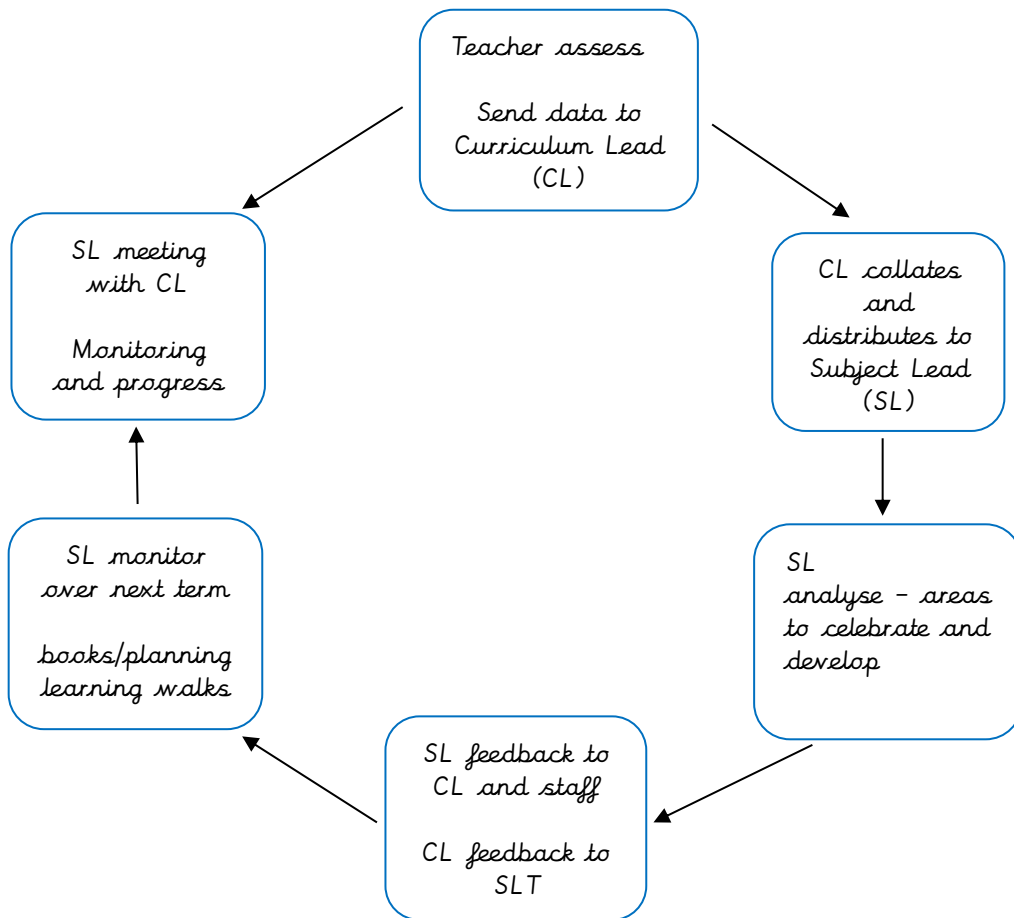 Teacher assess
Send data to
Curriculum Lead
(CL)
CL collates
and
distributes to
Subject Lead
(SL)
SL
analyse - areas
to celebrate and
develop
SL feedback to
CL and staff
CL feedback to
SLT
SL monitor
over next term
books/planning
learning walks
SL meeting
with CL
Monitoring
and progress